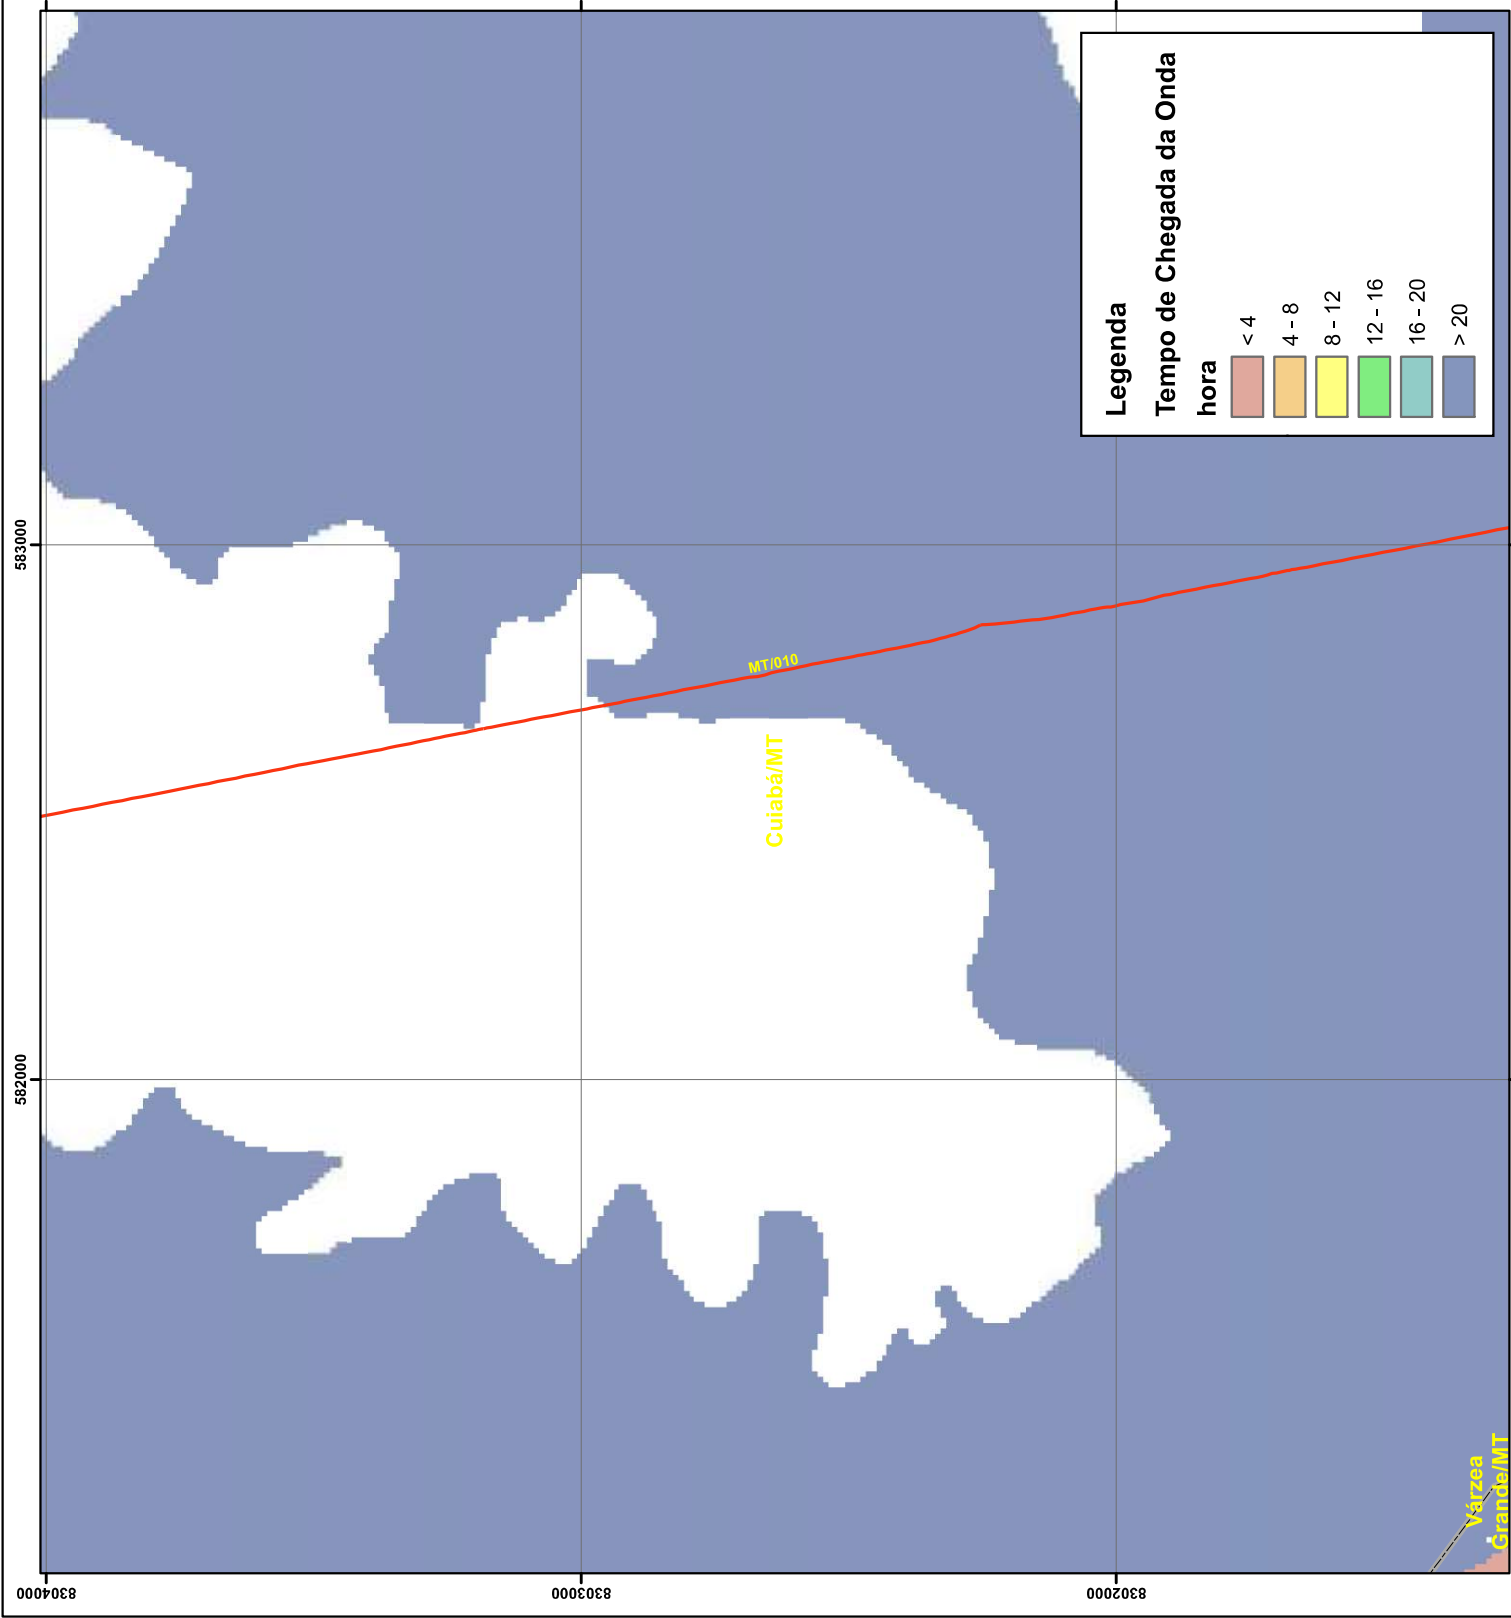 583000
582000
8304000
8303000
8302000
MT/010
Cuiabá/MT
Várzea
Grande/MT
Legenda
Tempo de Chegada da Onda
hora
< 4
4 - 8
8 - 12
12 - 16
16 - 20
> 20